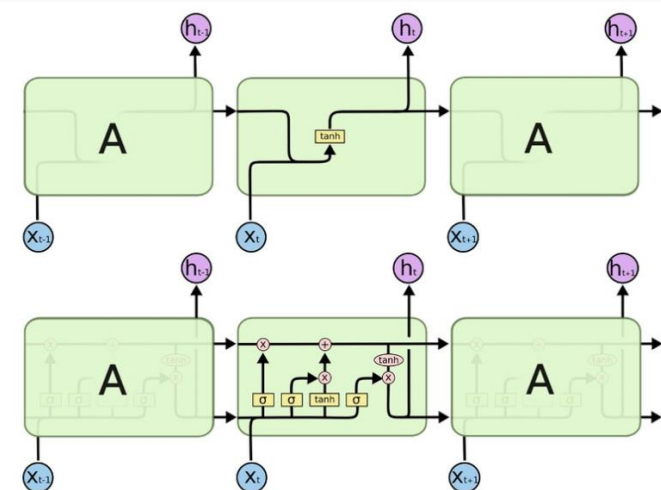 ht-1 ht ht+1
A tanh A
Xt-1 Xt Xt+1
ht-1 ht ht+1
x + tanh
A x x A
σ σ tanh σ
Xt-1 Xt Xt+1